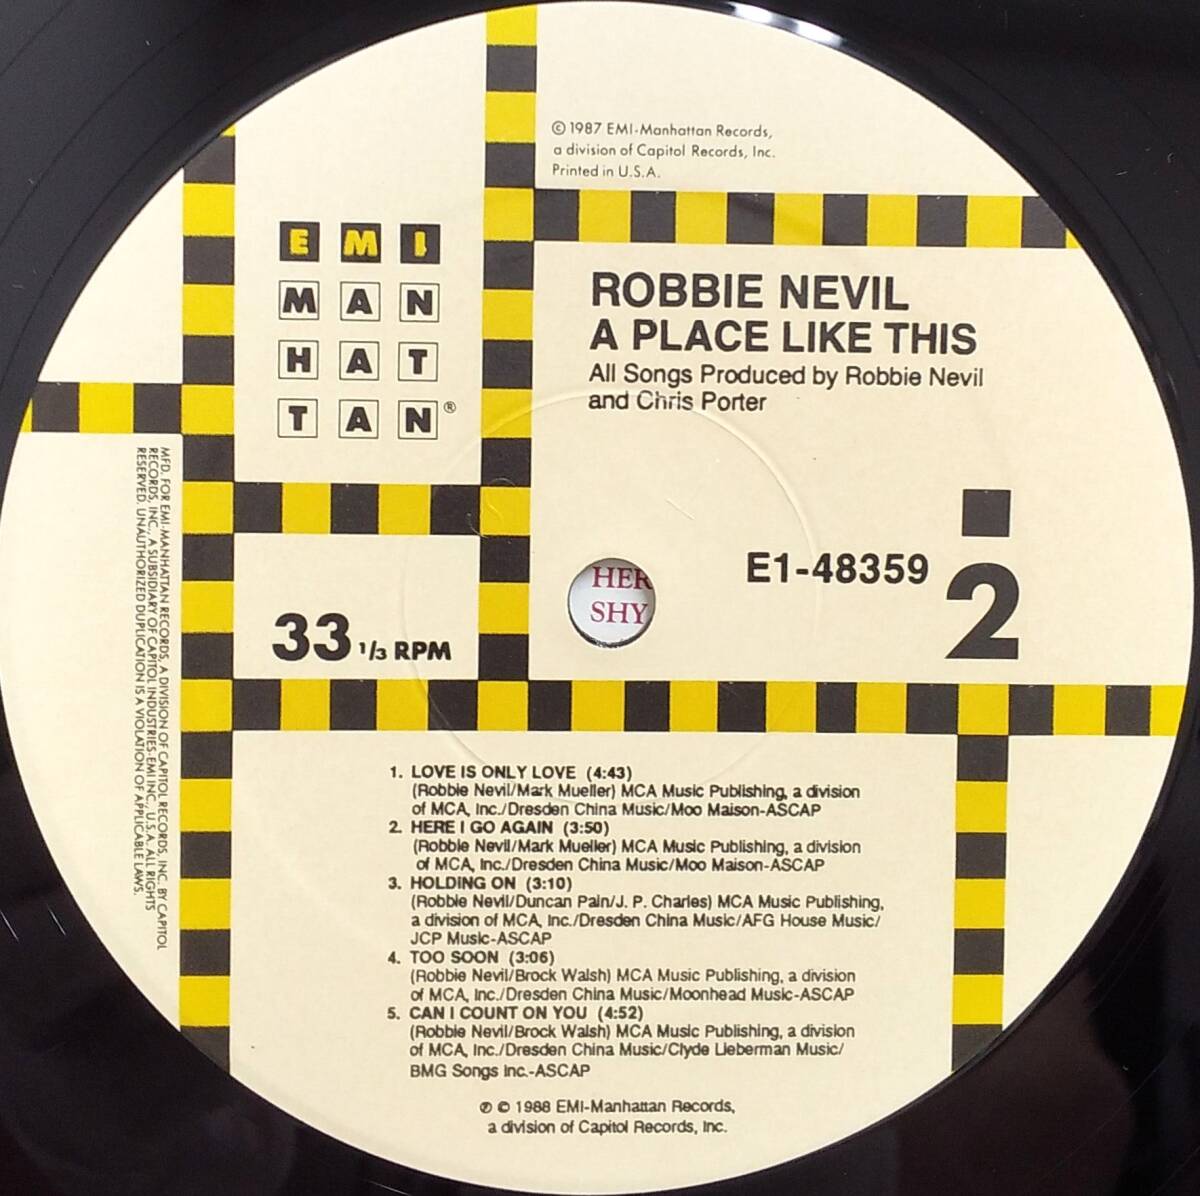 © 1987 EMI-Manhattan Records,
a division of Capitol Records, Inc.
Printed in U.S.A.
EMI
MAN
HAT
TAN®
ROBBIE NEVIL
A PLACE LIKE THIS
All Songs Produced by Robbie Nevil
and Chris Porter
MFD. FOR EMI-MANHATTAN RECORDS, A DIVISION OF CAPITOL RECORDS, INC. BY CAPITOL
RECORDS, INC., A SUBSIDIARY OF CAPITOL INDUSTRIES-EMI INC., U.S.A. ALL RIGHTS
RESERVED. UNAUTHORIZED DUPLICATION IS A VIOLATION OF APPLICABLE LAWS.
E1-48359
2
HER
SHY
33 1/3 RPM
1. LOVE IS ONLY LOVE (4:43)
(Robbie Nevil/Mark Mueller) MCA Music Publishing, a division
of MCA, Inc./Dresden China Music/Moo Maison-ASCAP
2. HERE I GO AGAIN (3:50)
(Robbie Nevil/Mark Mueller) MCA Music Publishing, a division
of MCA, Inc./Dresden China Music/Moo Maison-ASCAP
3. HOLDING ON (3:10)
(Robbie Nevil/Duncan Pain/J. P. Charles) MCA Music Publishing,
a division of MCA, Inc./Dresden China Music/AFG House Music/
JCP Music-ASCAP
4. TOO SOON (3:06)
(Robbie Nevil/Brock Walsh) MCA Music Publishing, a division
of MCA, Inc./Dresden China Music/Moonhead Music-ASCAP
5. CAN I COUNT ON YOU (4:52)
(Robbie Nevil/Brock Walsh) MCA Music Publishing, a division
of MCA, Inc./Dresden China Music/Clyde Lieberman Music/
BMG Songs Inc.-ASCAP
℗ © 1988 EMI-Manhattan Records,
a division of Capitol Records, Inc.